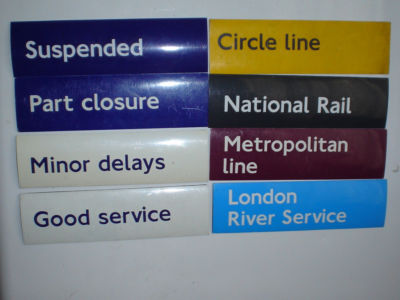 Suspended
Circle line
Part closure
National Rail
Minor delays
Metropolitan
line
Good service
London
River Service